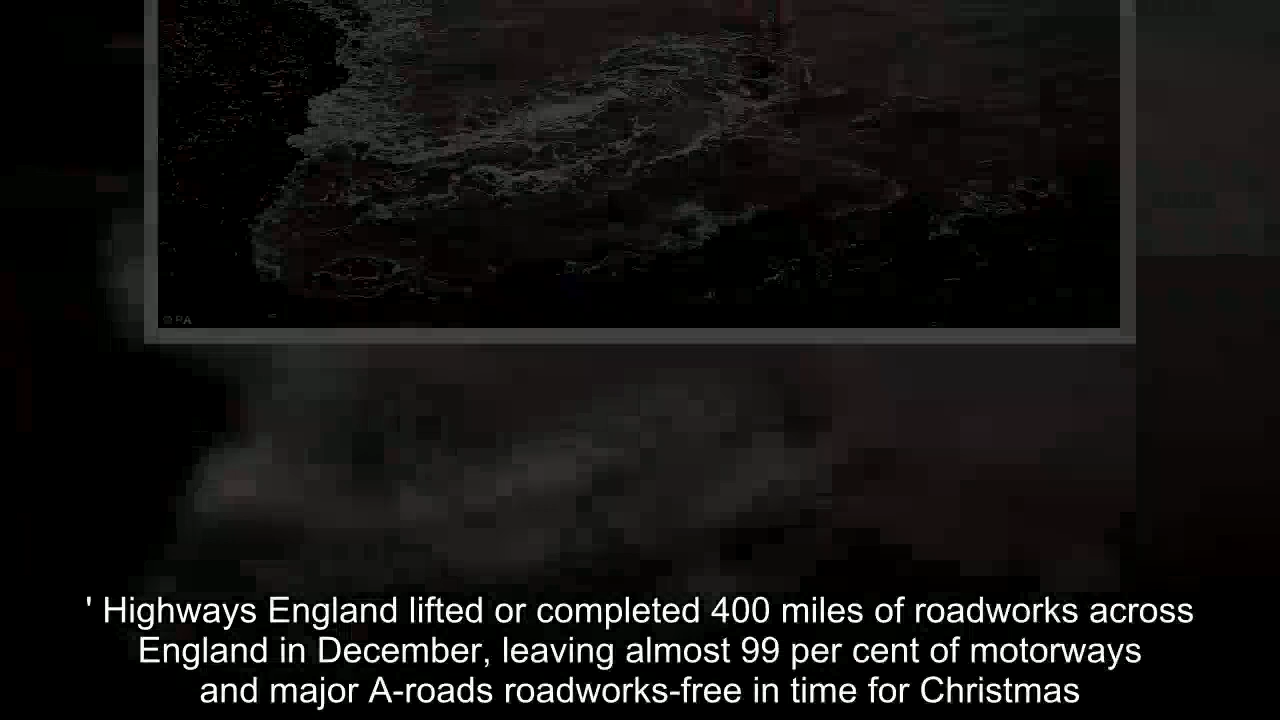 © PA
' Highways England lifted or completed 400 miles of roadworks across
England in December, leaving almost 99 per cent of motorways
and major A-roads roadworks-free in time for Christmas